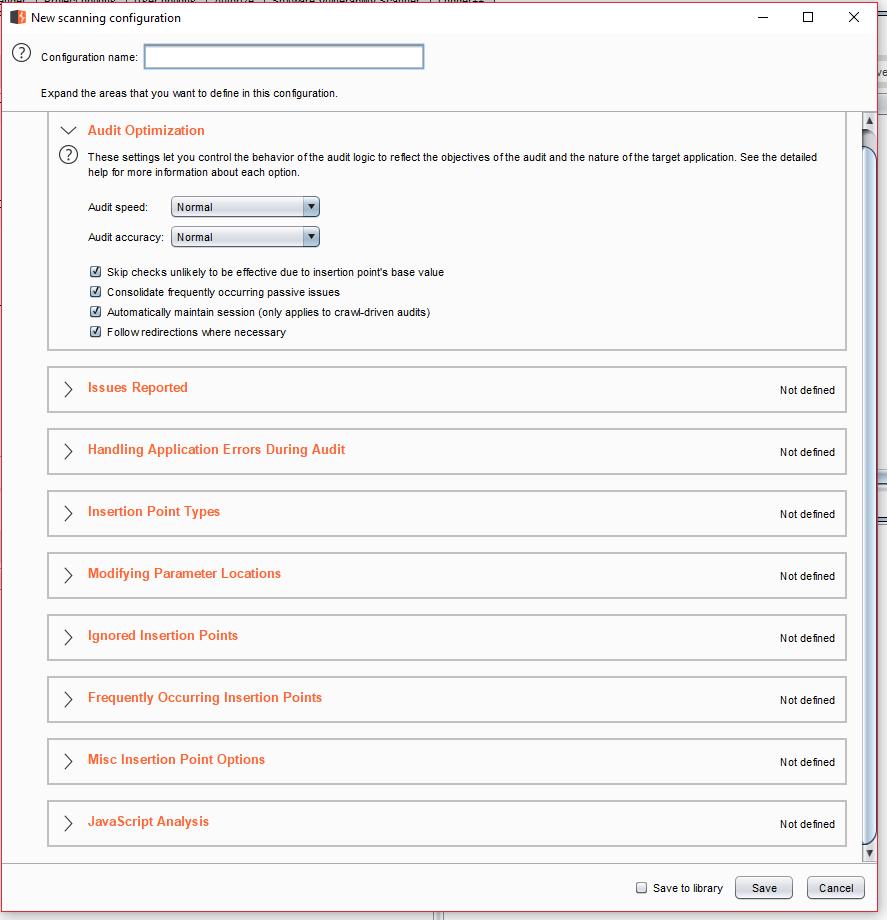 New scanning configuration
Configuration name:
Expand the areas that you want to define in this configuration.
Audit Optimization
These settings let you control the behavior of the audit logic to reflect the objectives of the audit and the nature of the target application. See the detailed
help for more information about each option.
Audit speed: Normal
Audit accuracy: Normal
Skip checks unlikely to be effective due to insertion point's base value
Consolidate frequently occurring passive issues
Automatically maintain session (only applies to crawl-driven audits)
Follow redirections where necessary
Issues Reported Not defined
Handling Application Errors During Audit Not defined
Insertion Point Types Not defined
Modifying Parameter Locations Not defined
Ignored Insertion Points Not defined
Frequently Occurring Insertion Points Not defined
Misc Insertion Point Options Not defined
JavaScript Analysis Not defined
Save to library Save Cancel